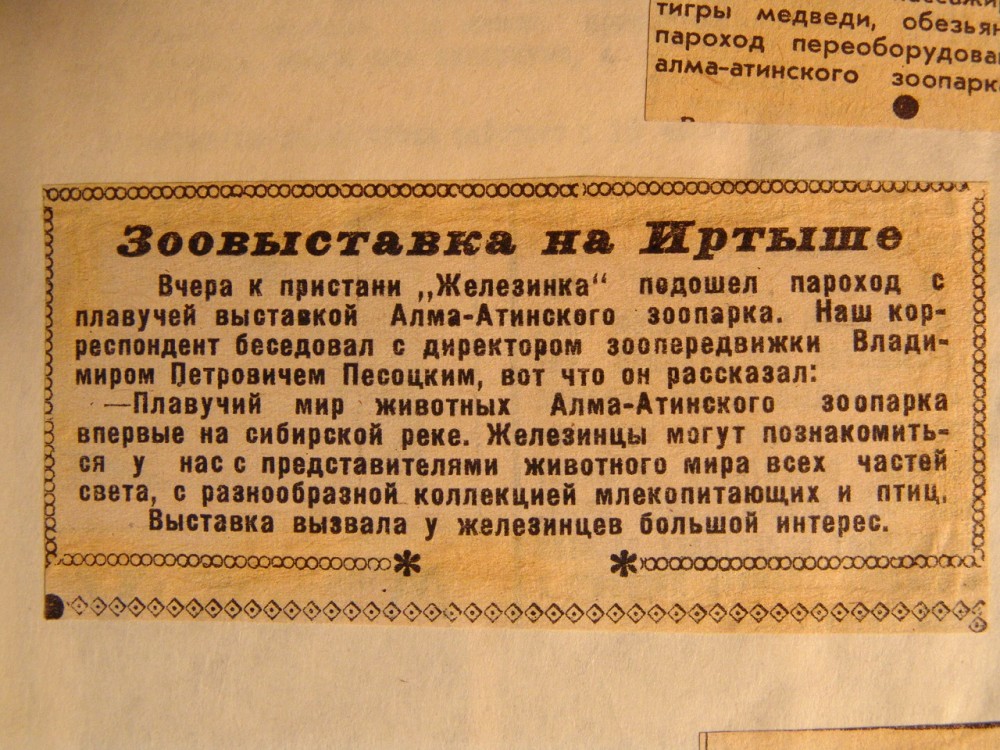 тигры медведи, обезьян
пароход переоборудован
алма-атинского зоопарка
Зоовыставка на Иртыше
Вчера к пристани „Железинка“ подошел пароход с
плавучей выставкой Алма-Атинского зоопарка. Наш кор-
респондент беседовал с директором зоопередвижки Влади-
миром Петровичем Песоцким, вот что он рассказал:
—Плавучий мир животных Алма-Атинского зоопарка
впервые на сибирской реке. Железинцы могут познакомить-
ся у нас с представителями животного мира всех частей
света, с разнообразной коллекцией млекопитающих и птиц.
Выставка вызвала у железинцев большой интерес.